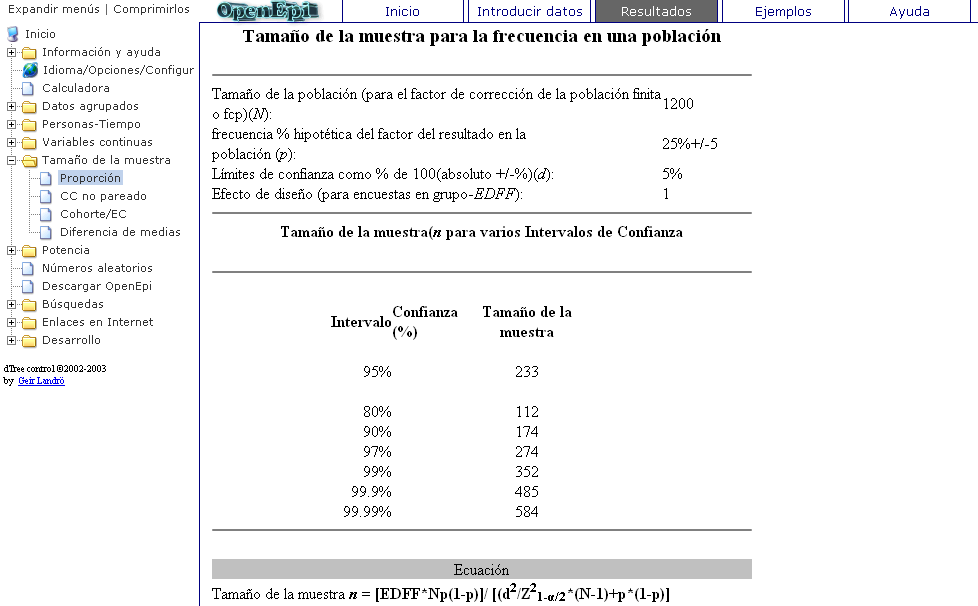 Expandir menús | Comprimirlos
Inicio
Información y ayuda
Idioma/Opciones/Configur
Calculadora
Datos agrupados
Personas-Tiempo
Variables continuas
Tamaño de la muestra
Proporción
CC no pareado
Cohorte/EC
Diferencia de medias
Potencia
Números aleatorios
Descargar OpenEpi
Búsquedas
Enlaces en Internet
Desarrollo
dTree control©2002-2003
by Geir Landrö
OpenEpi
Inicio
Introducir datos
Resultados
Ejemplos
Ayuda
Tamaño de la muestra para la frecuencia en una población
Tamaño de la población (para el factor de corrección de la población finita
o fcp)(N): 1200
frecuencia % hipotética del factor del resultado en la
población (p): 25%+/-5
Límites de confianza como % de 100(absoluto +/-%)(d): 5%
Efecto de diseño (para encuestas en grupo-EDFF): 1
Tamaño de la muestra(n para varios Intervalos de Confianza
Intervalo Confianza (%) Tamaño de la muestra
95% 233
80% 112
90% 174
97% 274
99% 352
99.9% 485
99.99% 584
Ecuación
Tamaño de la muestra n = [EDFF*Np(1-p)]/ [(d²/Z²₁₋α/₂*(N-1)+p*(1-p)]